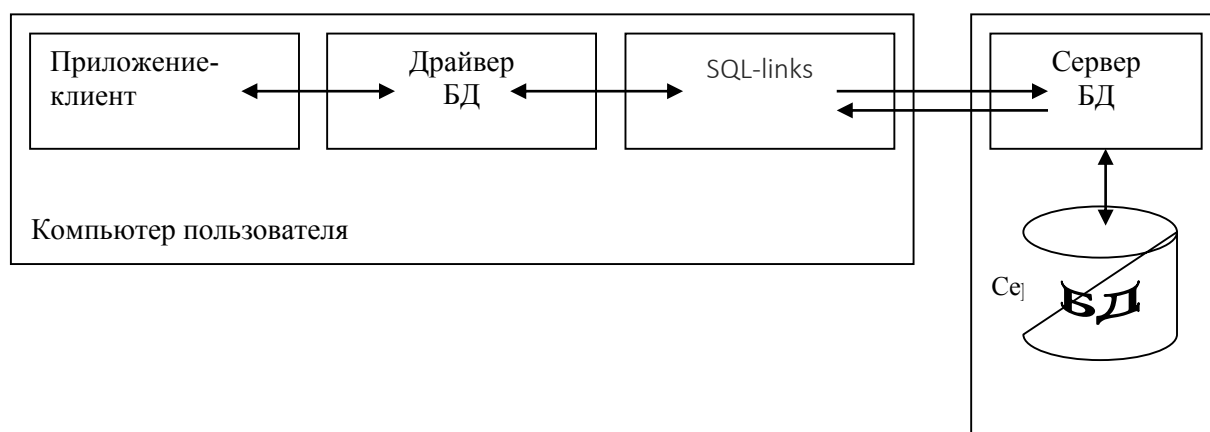 Приложение-
клиент
Драйвер
БД
SQL-links
Сервер
БД
Компьютер пользователя
БД